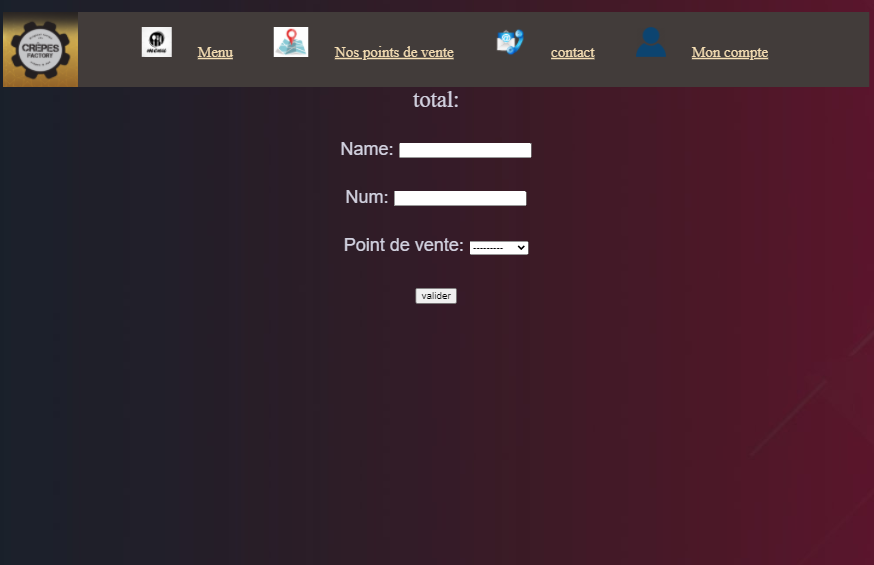 CRÊPES
FACTORY
menu
Menu
Nos points de vente
contact
Mon compte
total:
Name:
Num:
Point de vente: ---------
valider